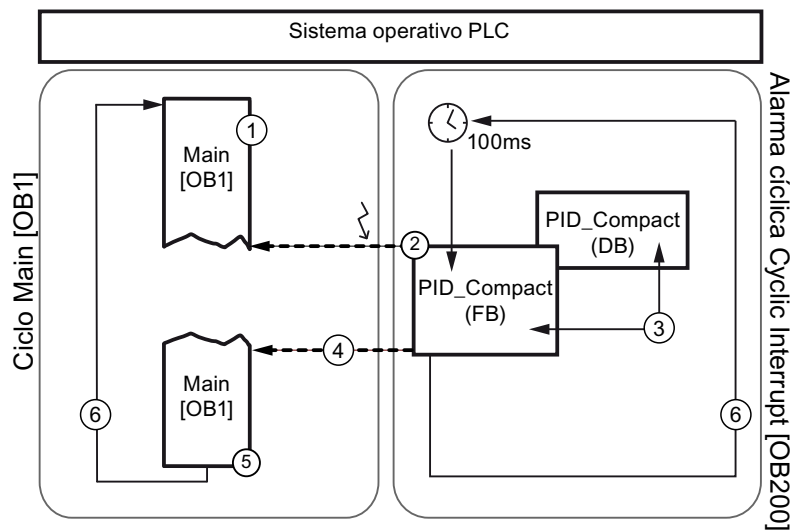 Sistema operativo PLC
Ciclo Main [OB1]
Main
[OB1]
1
2
4
Main
[OB1]
5
6
100ms
PID_Compact
(DB)
PID_Compact
(FB)
3
6
Alarma cíclica Cyclic Interrupt [OB200]